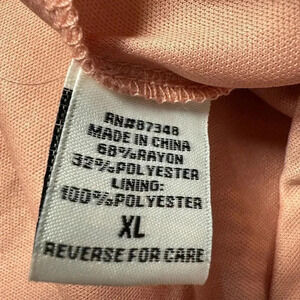 RN#87348
MADE IN CHINA
68%RAYON
32%POLYESTER
LINING:
100%POLYESTER
XL
REVERSE FOR CARE